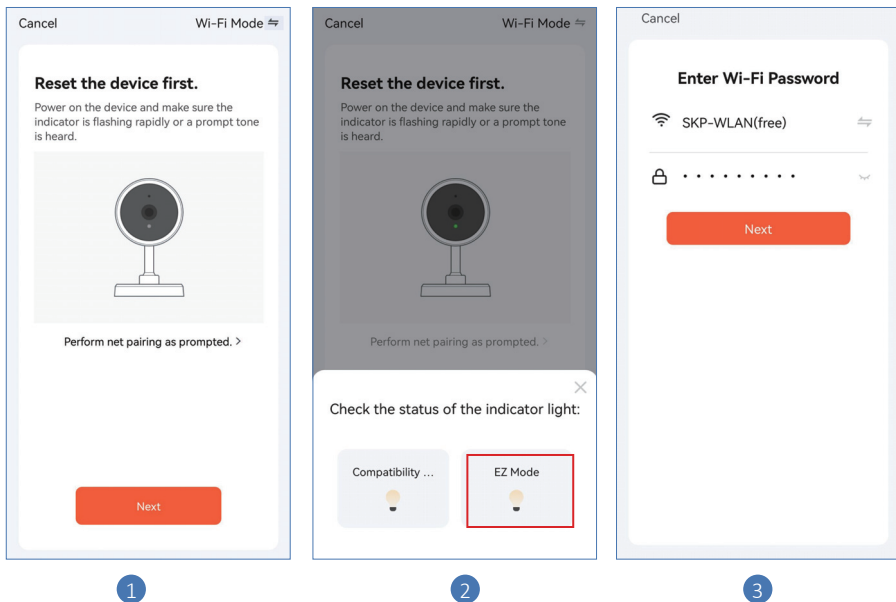 Cancel
Wi-Fi Mode
Reset the device first.
Power on the device and make sure the
indicator is flashing rapidly or a prompt tone
is heard.
Perform net pairing as prompted. >
Next
1
Cancel
Wi-Fi Mode
Reset the device first.
Power on the device and make sure the
indicator is flashing rapidly or a prompt tone
is heard.
Perform net pairing as prompted. >
Check the status of the indicator light:
Compatibility ...
EZ Mode
2
Cancel
Enter Wi-Fi Password
SKP-WLAN(free)
Next
3